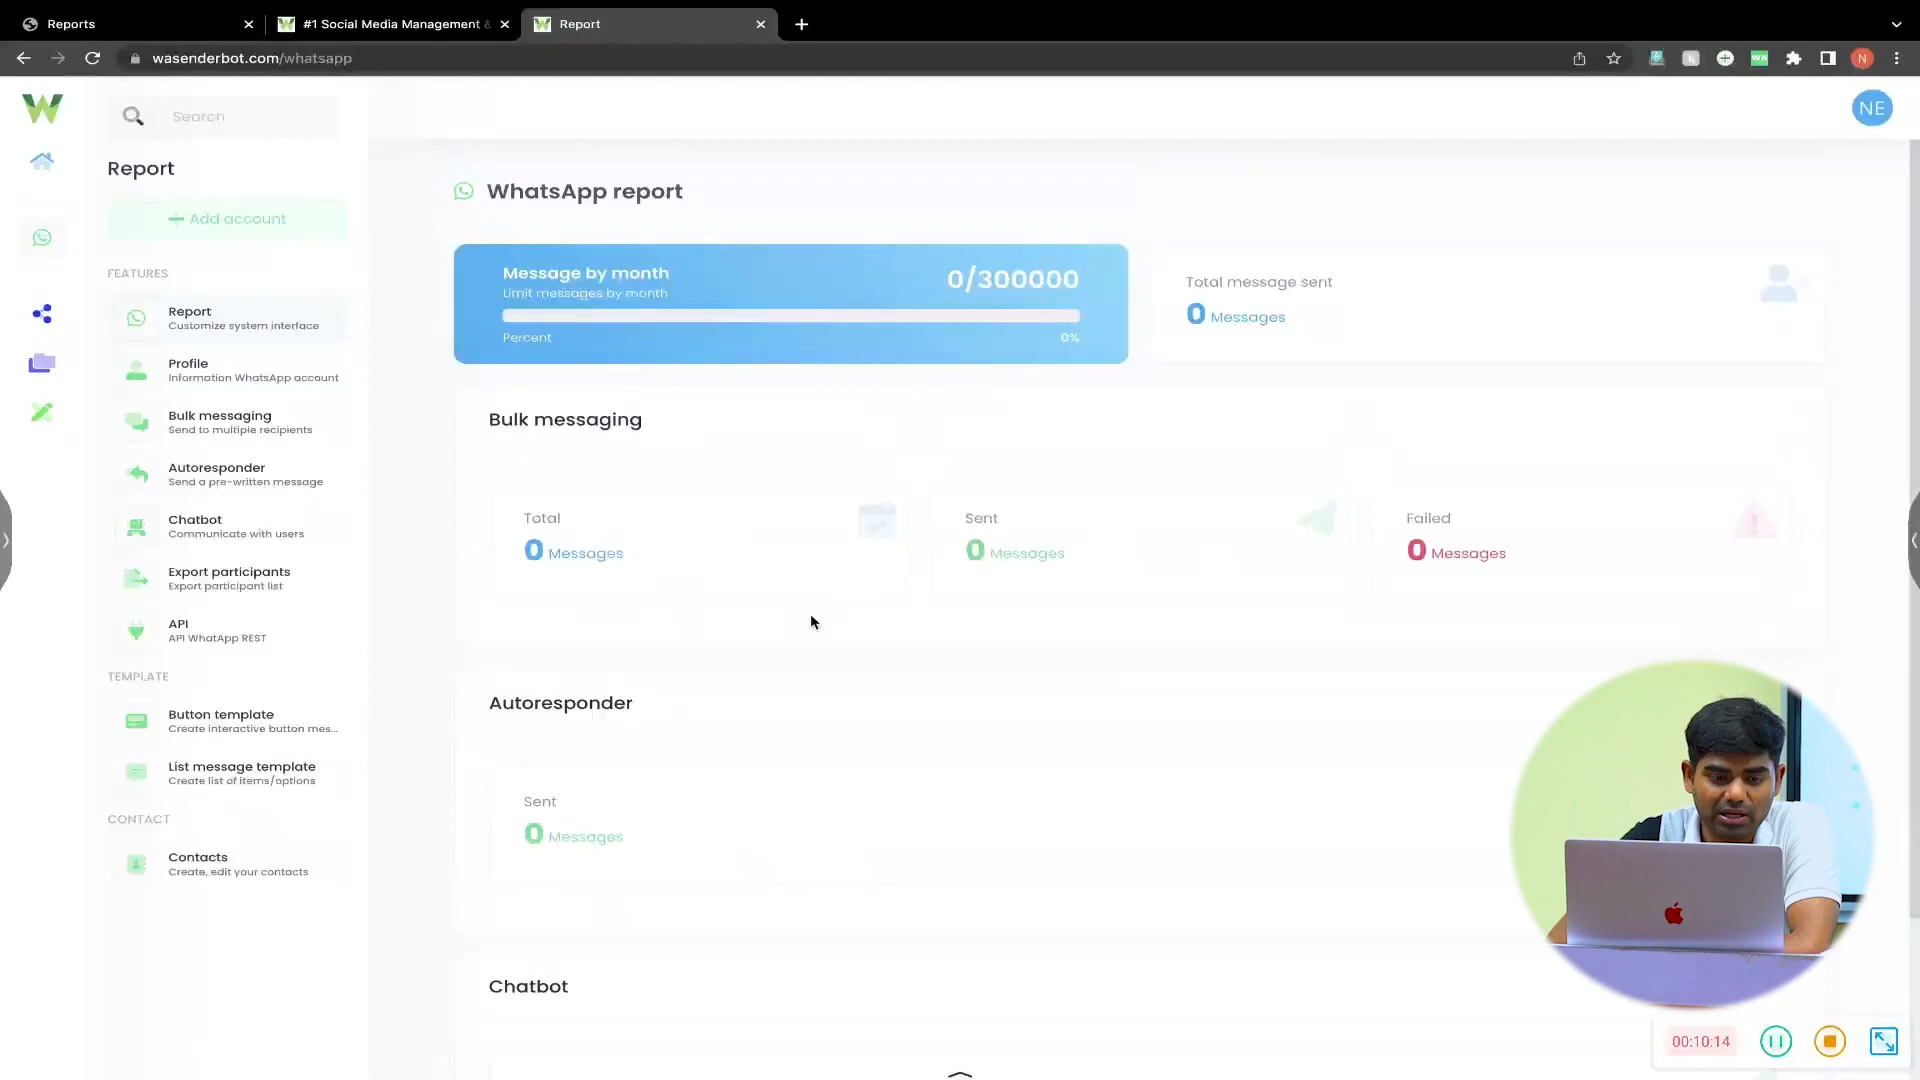 Reports
#1 Social Media Management &
Report
wasenderbot.com/whatsapp
N
Search
NE
Report
Add account
FEATURES
Report
Customize system interface
Profile
Information WhatsApp account
Bulk messaging
Send to multiple recipients
Autoresponder
Send a pre-written message
Chatbot
Communicate with users
Export participants
Export participant list
API
API WhatApp REST
TEMPLATE
Button template
Create interactive button mes...
List message template
Create list of items/options
CONTACT
Contacts
Create, edit your contacts
WhatsApp report
Message by month
0/300000
Limit messages by month
Percent
0%
Total message sent
0 Messages
Bulk messaging
Total
0 Messages
Sent
0 Messages
Failed
0 Messages
Autoresponder
Sent
0 Messages
Chatbot
00:10:14